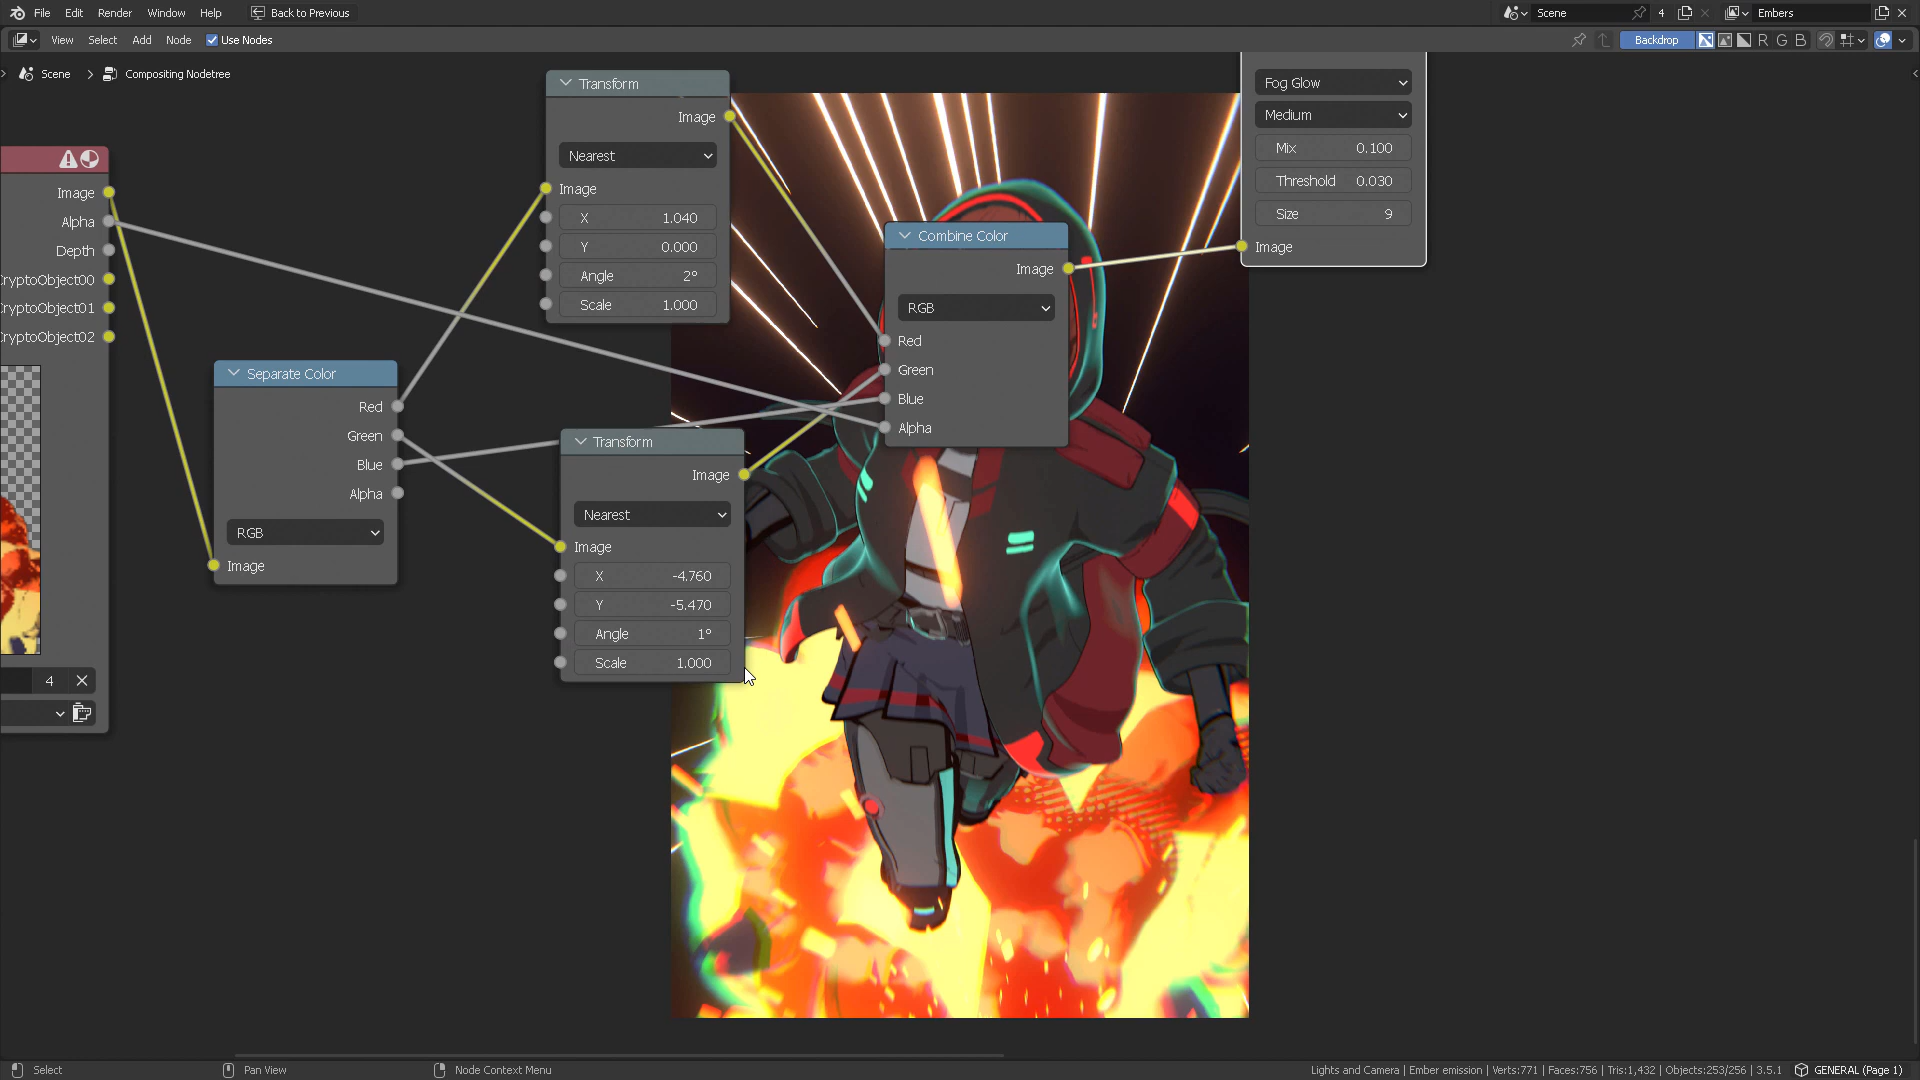 File Edit Render Window Help Back to Previous Scene 4 Embers
View Select Add Node Use Nodes Backdrop R G B
Scene Compositing Nodetree
Image
Alpha
Depth
CryptoObject00
CryptoObject01
CryptoObject02
4
Separate Color
Red
Green
Blue
Alpha
RGB
Image
Transform
Image
Nearest
Image
X 1.040
Y 0.000
Angle 2°
Scale 1.000
Transform
Image
Nearest
Image
X -4.760
Y -5.470
Angle 1°
Scale 1.000
Combine Color
Image
RGB
Red
Green
Blue
Alpha
Fog Glow
Medium
Mix 0.100
Threshold 0.030
Size 9
Image
Select Pan View Node Context Menu Lights and Camera | Ember emission | Verts:771 | Faces:756 | Tris:1,432 | Objects:253/256 | 3.5.1 GENERAL (Page 1)